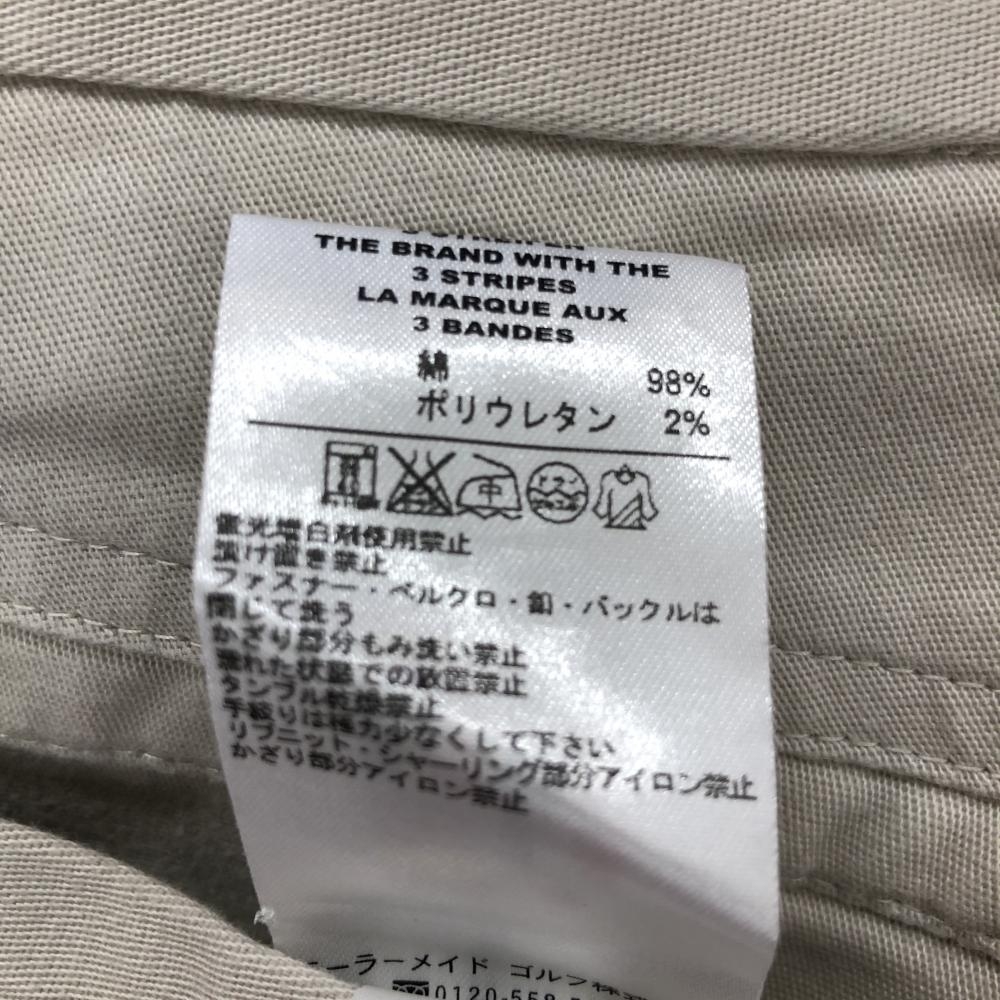 3 STREIFEN
THE BRAND WITH THE
3 STRIPES
LA MARQUE AUX
3 BANDES
綿 98%
ポリウレタン 2%
中
蛍光増白剤使用禁止
漬け置き禁止
ファスナー・ベルクロ・釦・バックルは
閉じて洗う
かざり部分もみ洗い禁止
濡れた状態での放置禁止
タンブル乾燥禁止
手絞りは極力少なくして下さい
リブニット・シャーリング部分アイロン禁止
かざり部分アイロン禁止
ーラーメイド ゴルフ株式
0120-558